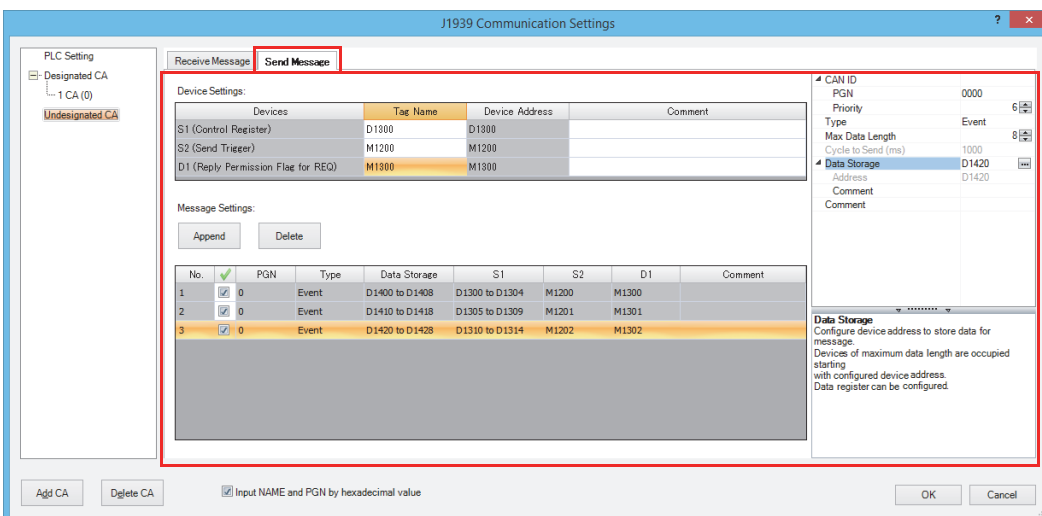 J1939 Communication Settings
PLC Setting
Designated CA
1 CA (0)
Undesignated CA
Receive Message
Send Message
Device Settings:
Devices Tag Name Device Address Comment
S1 (Control Register) D1300 D1300
S2 (Send Trigger) M1200 M1200
D1 (Reply Permission Flag for REQ) M1300 M1300
Message Settings:
Append
Delete
No. PGN Type Data Storage S1 S2 D1 Comment
1 0 Event D1400 to D1408 D1300 to D1304 M1200 M1300
2 0 Event D1410 to D1418 D1305 to D1309 M1201 M1301
3 0 Event D1420 to D1428 D1310 to D1314 M1202 M1302
CAN ID
PGN 0000
Priority 6
Type Event
Max Data Length 8
Cycle to Send (ms) 1000
Data Storage D1420 ...
Address D1420
Comment
Comment
Data Storage
Configure device address to store data for
message.
Devices of maximum data length are occupied
starting
with configured device address.
Data register can be configured.
Add CA
Delete CA
Input NAME and PGN by hexadecimal value
OK
Cancel